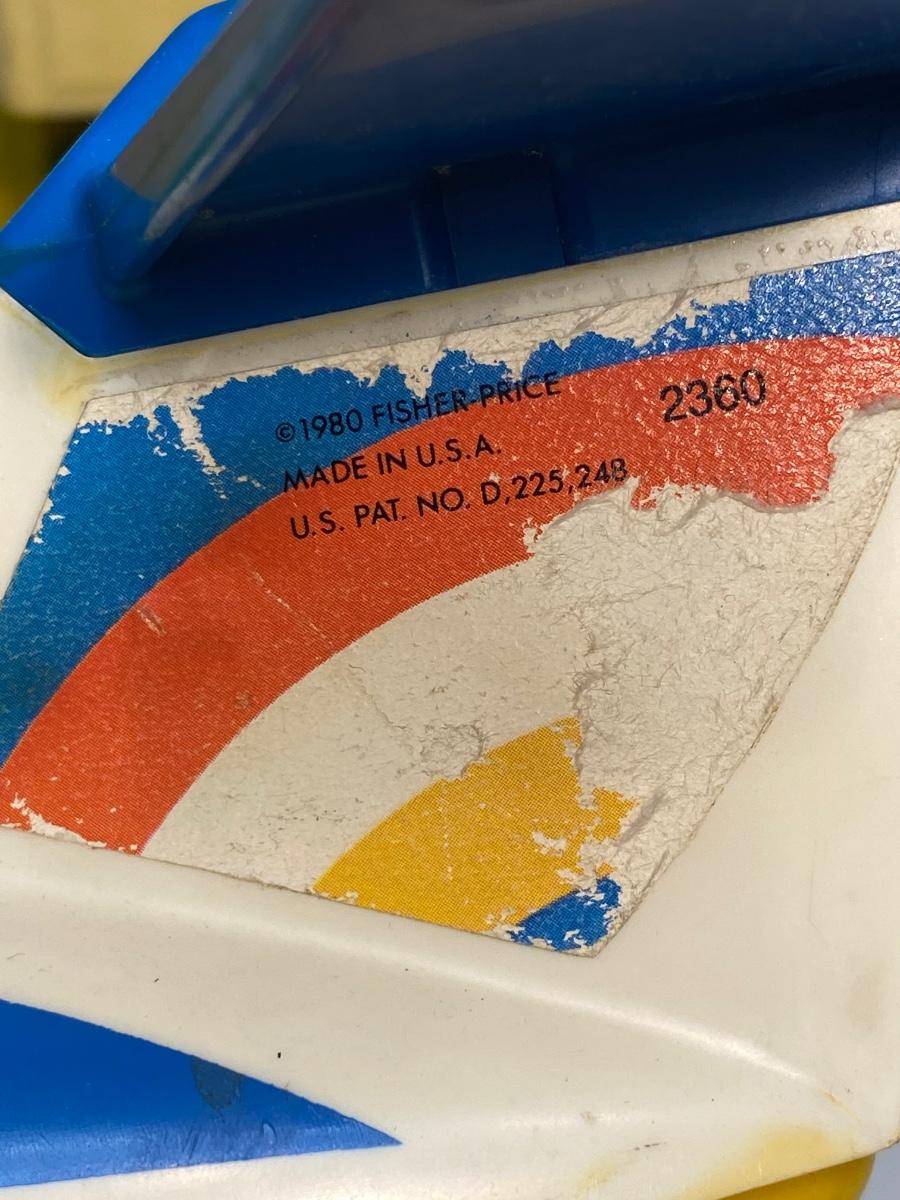 ©1980 FISHER-PRICE 2360
MADE IN U.S.A.
U.S. PAT. NO. D,225,248